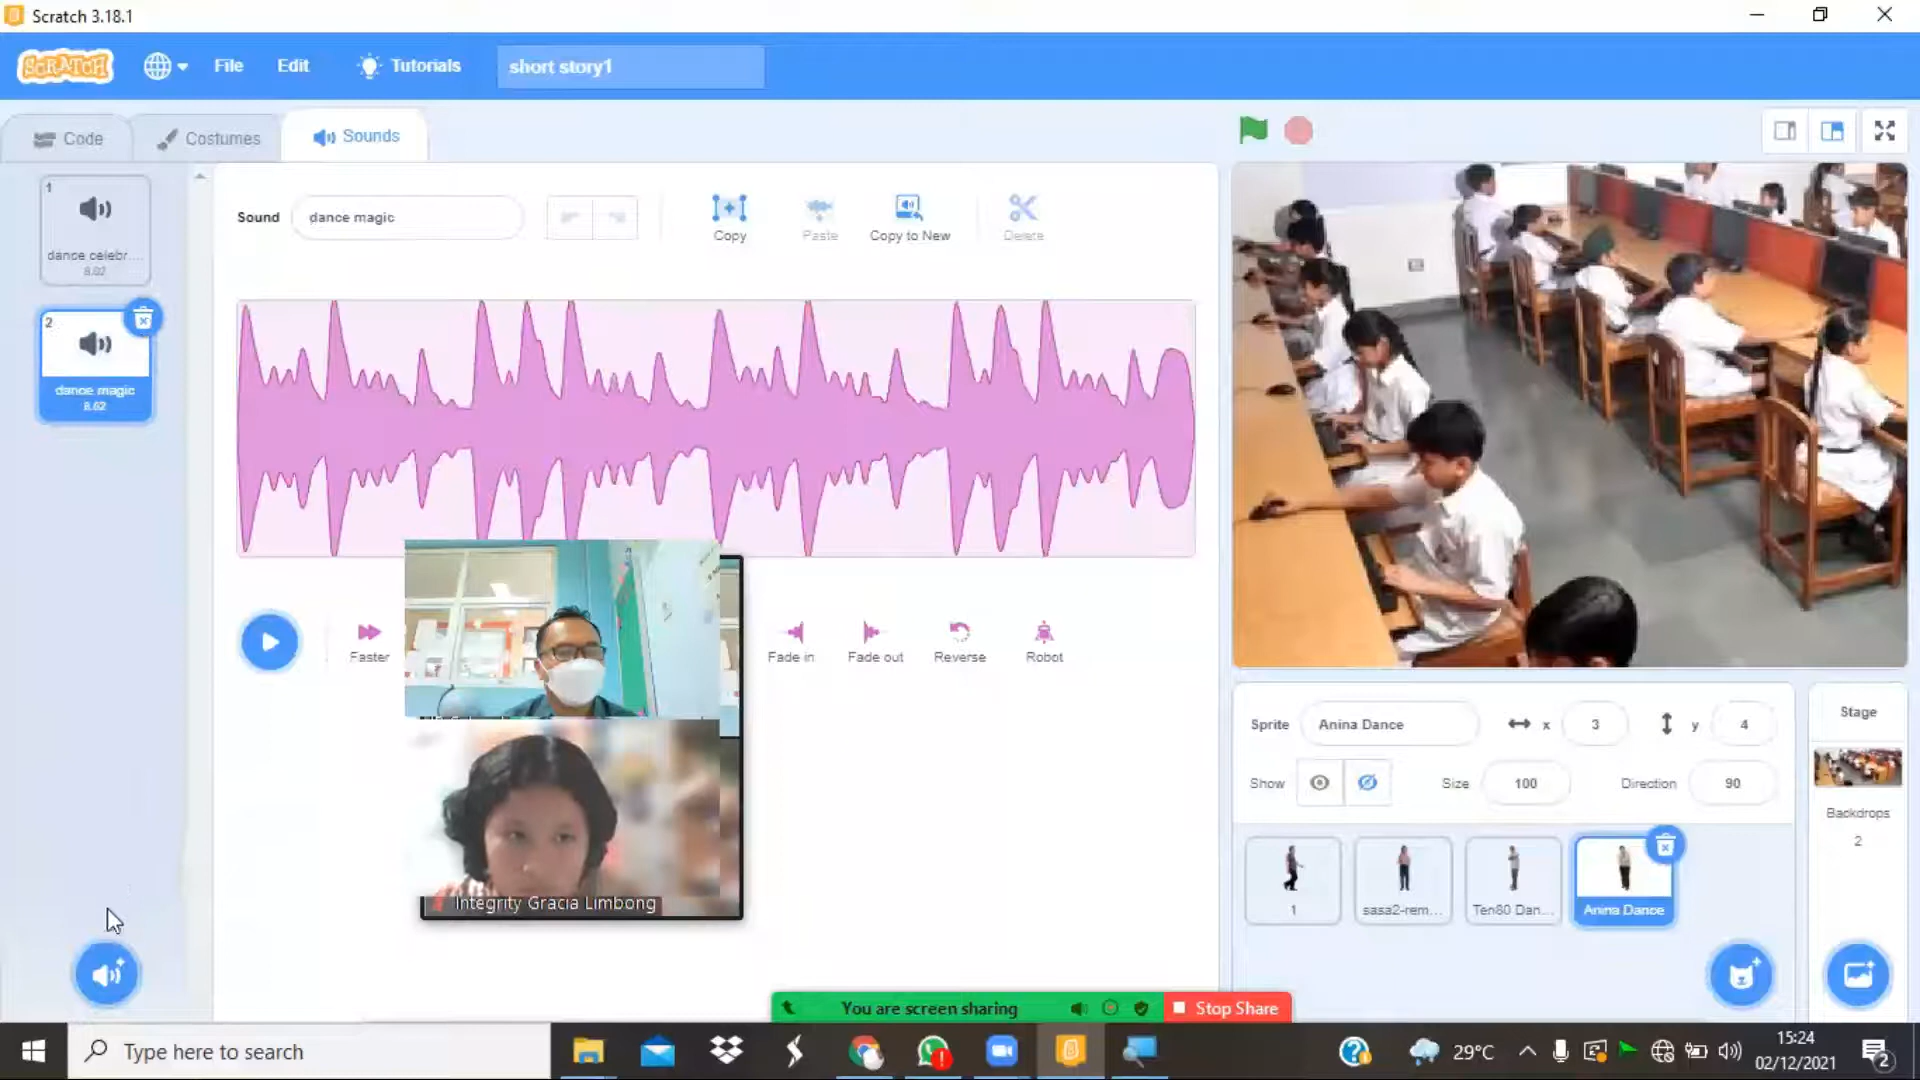 Scratch 3.18.1
SCRATCH
File
Edit
Tutorials
short story1
Code
Costumes
Sounds
1
dance celebr...
8.02
2
dance magic
8.62
Sound
dance magic
Copy
Paste
Copy to New
Delete
Faster
Fade in
Fade out
Reverse
Robot
Integrity Gracia Limbong
Sprite
Anina Dance
x
3
y
4
Show
Size
100
Direction
90
1
sasa2-rem...
Ten80 Dan...
Anina Dance
Stage
Backdrops
2
You are screen sharing
Stop Share
Type here to search
29°C
15:24
02/12/2021
2